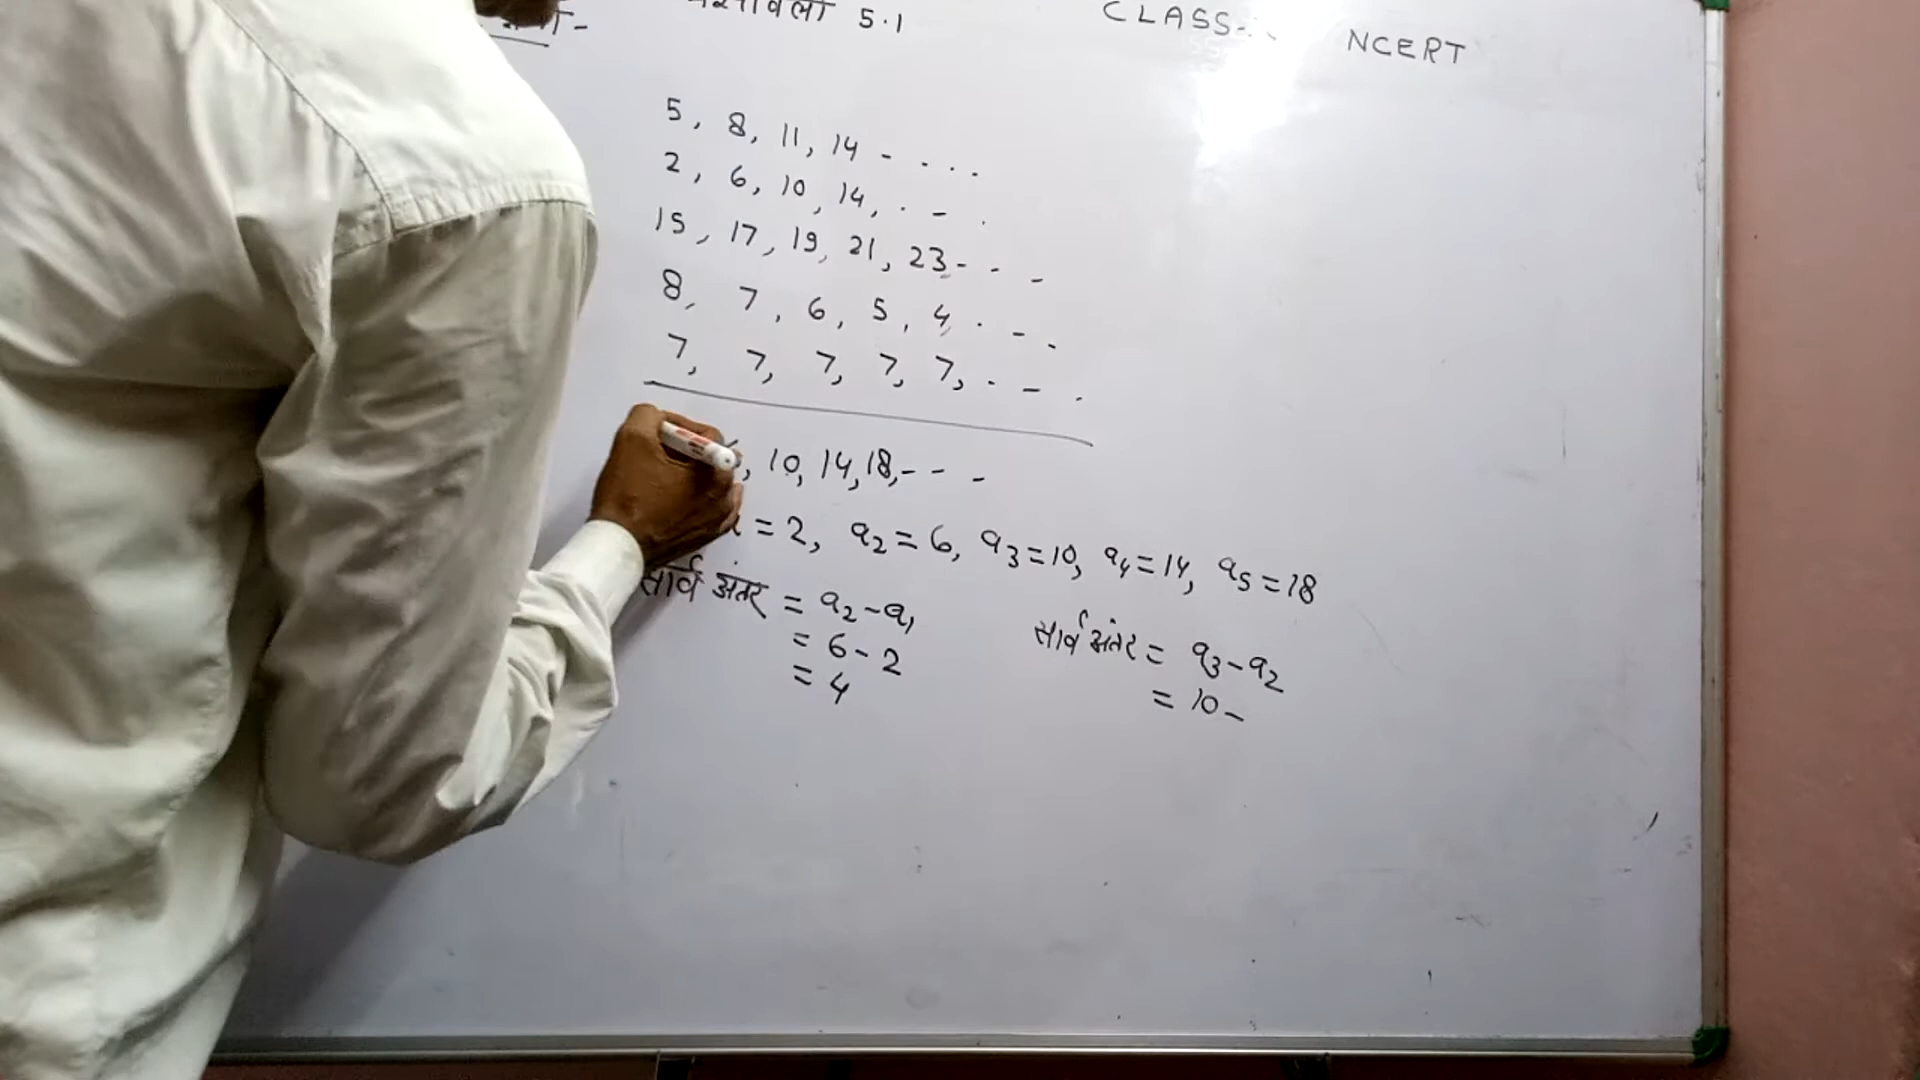 5.1 CLASS- NCERT
5, 8, 11, 14 - . . .
2, 6, 10, 14, . - .
15, 17, 19, 21, 23 - - -
8, 7, 6, 5, 4, . - -
7, 7, 7, 7, 7, . - .
, 10, 14, 18, - - -
= 2, a2 = 6, a3 = 10, a4 = 14, a5 = 18
सार्व अंतर = a2 - a1
= 6 - 2
= 4
सार्व अंतर = a3 - a2
= 10 -